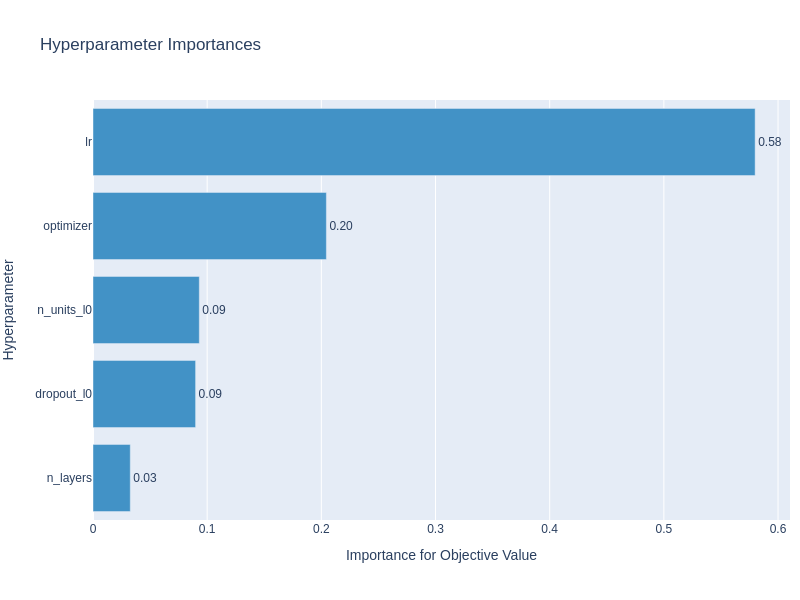 Hyperparameter Importances
Hyperparameter
lr
0.58
optimizer
0.20
n_units_l0
0.09
dropout_l0
0.09
n_layers
0.03
0
0.1
0.2
0.3
0.4
0.5
0.6
Importance for Objective Value